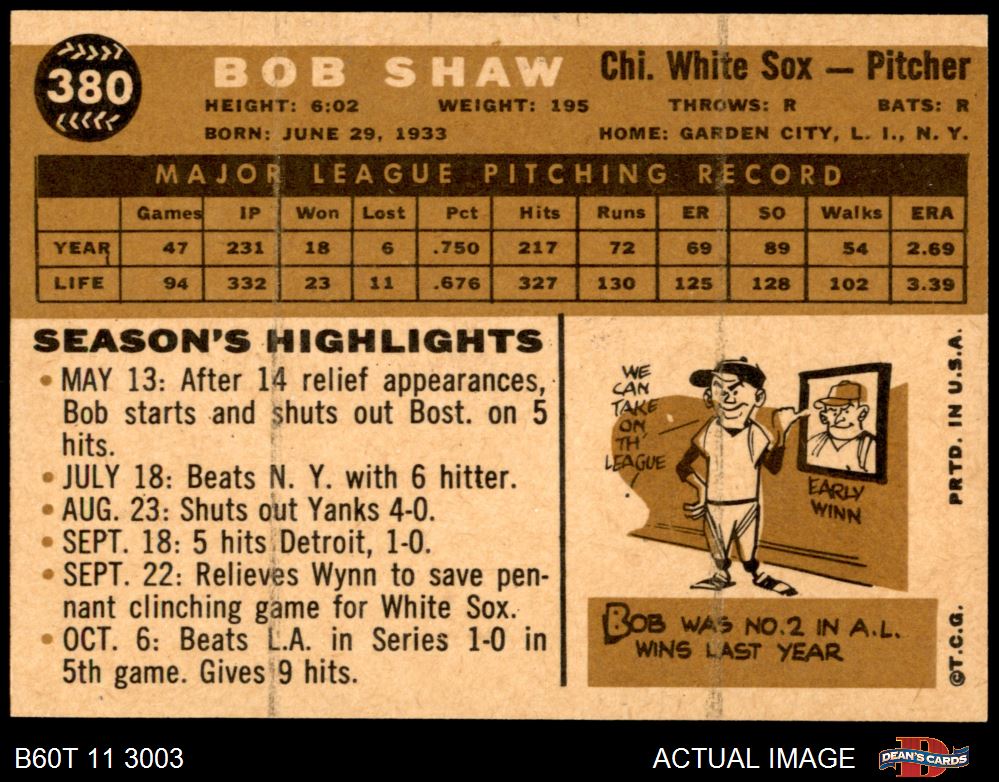 380
BOB SHAW
Chi. White Sox — Pitcher
HEIGHT: 6:02 WEIGHT: 195 THROWS: R BATS: R
BORN: JUNE 29, 1933 HOME: GARDEN CITY, L. I., N. Y.
MAJOR LEAGUE PITCHING RECORD
Games IP Won Lost Pct Hits Runs ER SO Walks ERA
YEAR 47 231 18 6 .750 217 72 69 89 54 2.69
LIFE 94 332 23 11 .676 327 130 125 128 102 3.39
SEASON'S HIGHLIGHTS
• MAY 13: After 14 relief appearances,
Bob starts and shuts out Bost. on 5
hits.
• JULY 18: Beats N. Y. with 6 hitter.
• AUG. 23: Shuts out Yanks 4-0.
• SEPT. 18: 5 hits Detroit, 1-0.
• SEPT. 22: Relieves Wynn to save pen-
nant clinching game for White Sox.
• OCT. 6: Beats L.A. in Series 1-0 in
5th game. Gives 9 hits.
WE
CAN
TAKE
ON
TH'
LEAGUE
EARLY
WINN
BOB WAS NO.2 IN A.L.
WINS LAST YEAR
PRTD. IN U.S.A.
©T.C.G.
B60T 11 3003
ACTUAL IMAGE
DEAN'S CARDS